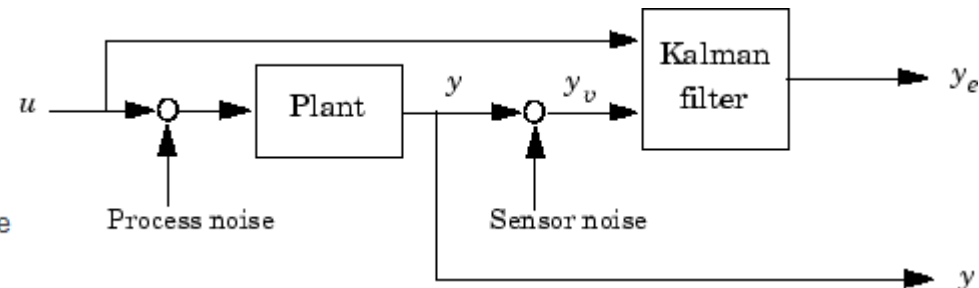 Kalman
filter
y_e
u
Plant
y
y_v
Process noise
Sensor noise
e
y